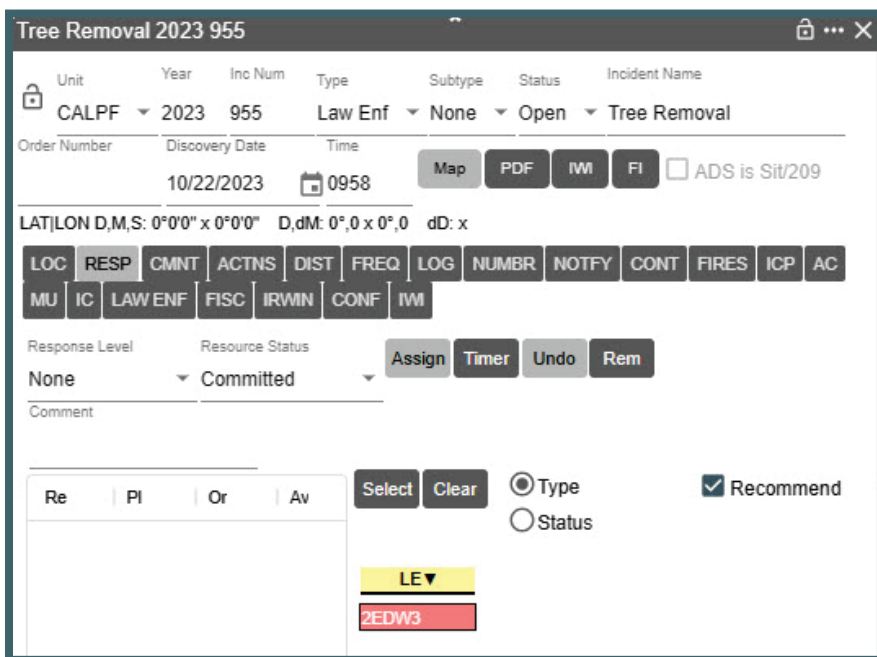 Tree Removal 2023 955
Unit Year Inc Num Type Subtype Status Incident Name
CALPF 2023 955 Law Enf None Open Tree Removal
Order Number Discovery Date Time
10/22/2023 0958 Map PDF IWI FI ADS is Sit/209
LAT|LON D,M,S: 0°0'0" x 0°0'0" D,dM: 0°,0 x 0°,0 dD: x
LOC RESP CMNT ACTNS DIST FREQ LOG NUMBR NOTFY CONT FIRES ICP AC
MU IC LAW ENF FISC IRWIN CONF IWI
Response Level Resource Status
None Committed Assign Timer Undo Rem
Comment
Re Pl Or Av Select Clear Type Recommend
Status
LE▼
2EDW3